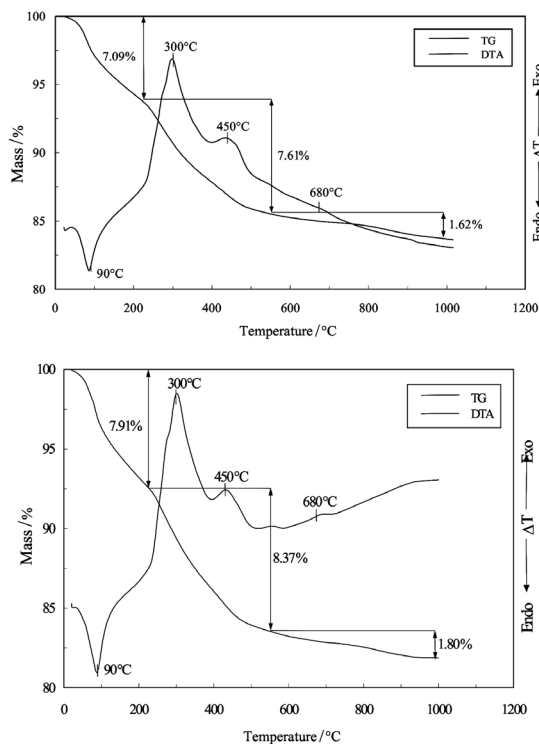 100
95
90
85
80
Mass/%
0
200
400
600
800
1000
1200
Temperature/°C
7.09%
300°C
450°C
7.61%
680°C
1.62%
90°C
TG
DTA
Exo
ΔT
Endo
100
95
90
85
80
Mass/%
0
200
400
600
800
1000
1200
Temperature/°C
7.91%
300°C
450°C
8.37%
680°C
1.80%
90°C
TG
DTA
Exo
ΔT
Endo